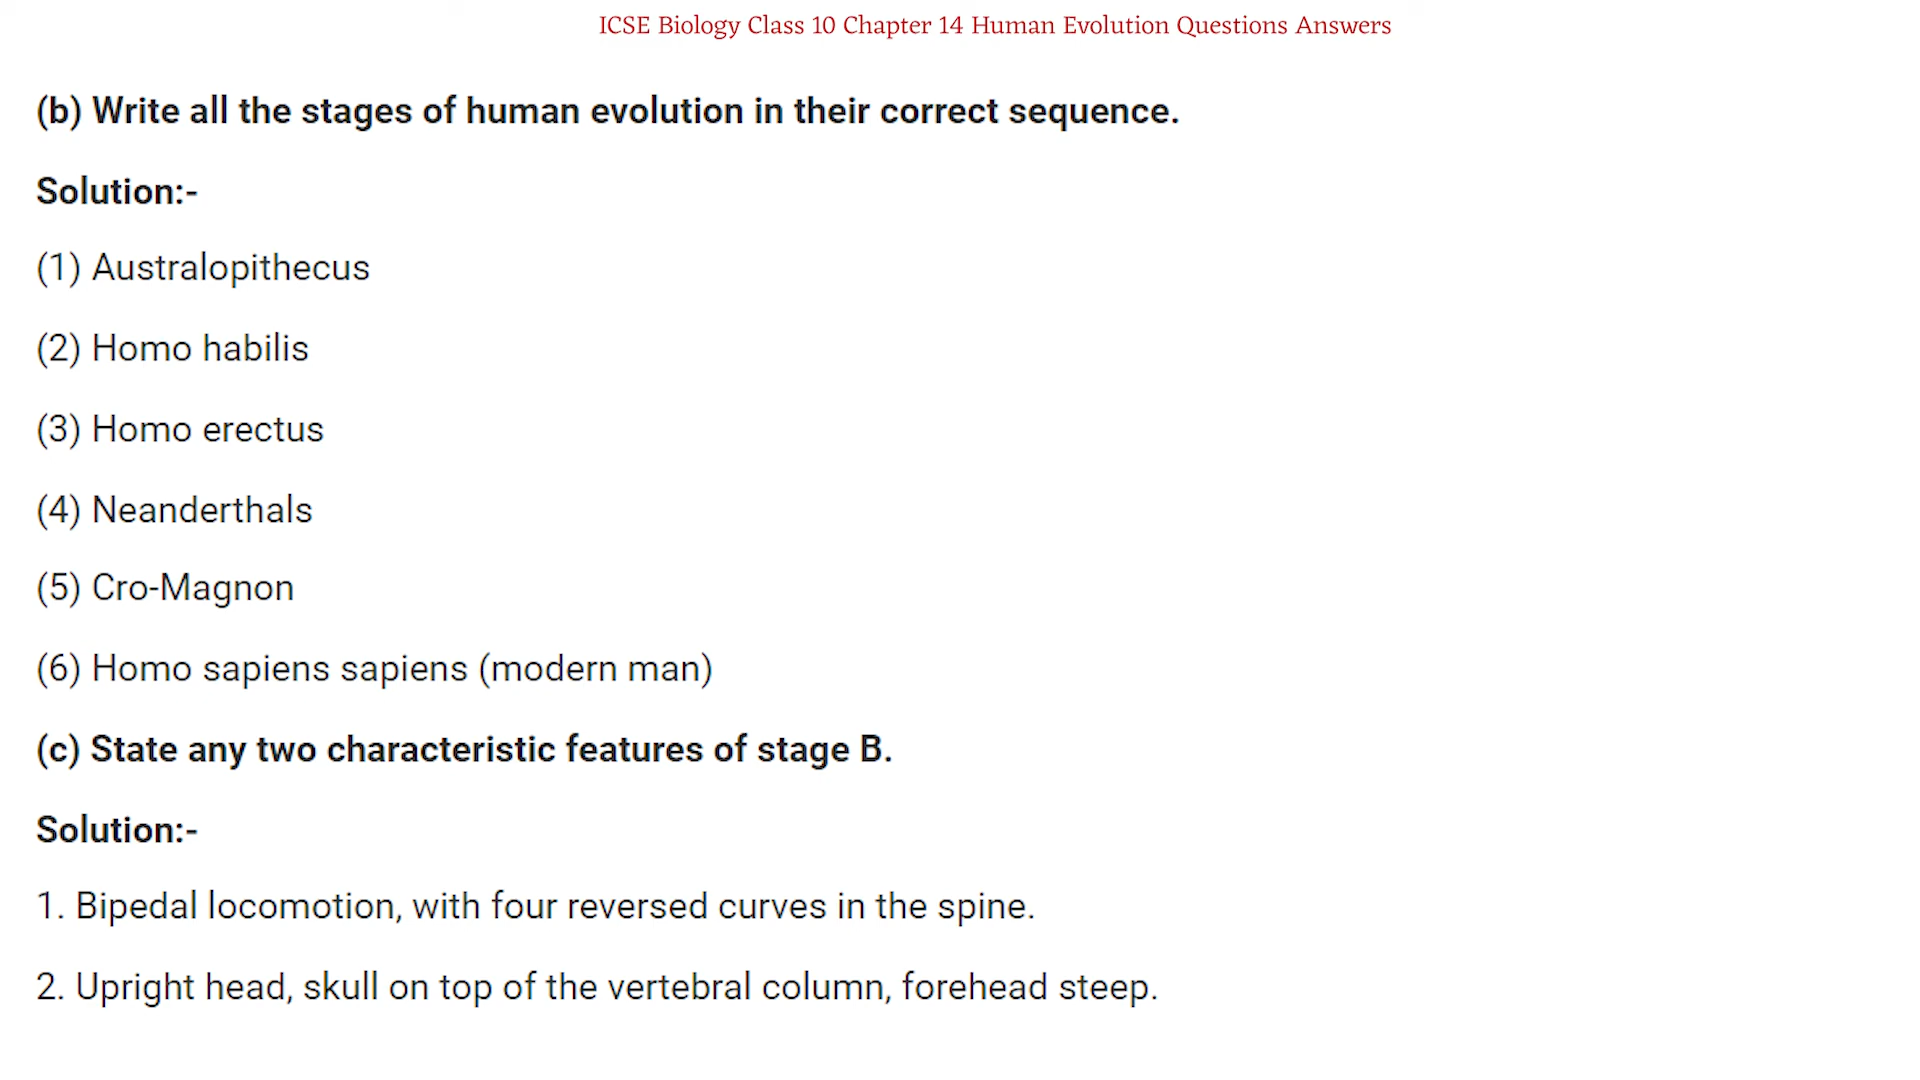 ICSE Biology Class 10 Chapter 14 Human Evolution Questions Answers
(b) Write all the stages of human evolution in their correct sequence.
Solution:-
(1) Australopithecus
(2) Homo habilis
(3) Homo erectus
(4) Neanderthals
(5) Cro-Magnon
(6) Homo sapiens sapiens (modern man)
(c) State any two characteristic features of stage B.
Solution:-
1. Bipedal locomotion, with four reversed curves in the spine.
2. Upright head, skull on top of the vertebral column, forehead steep.